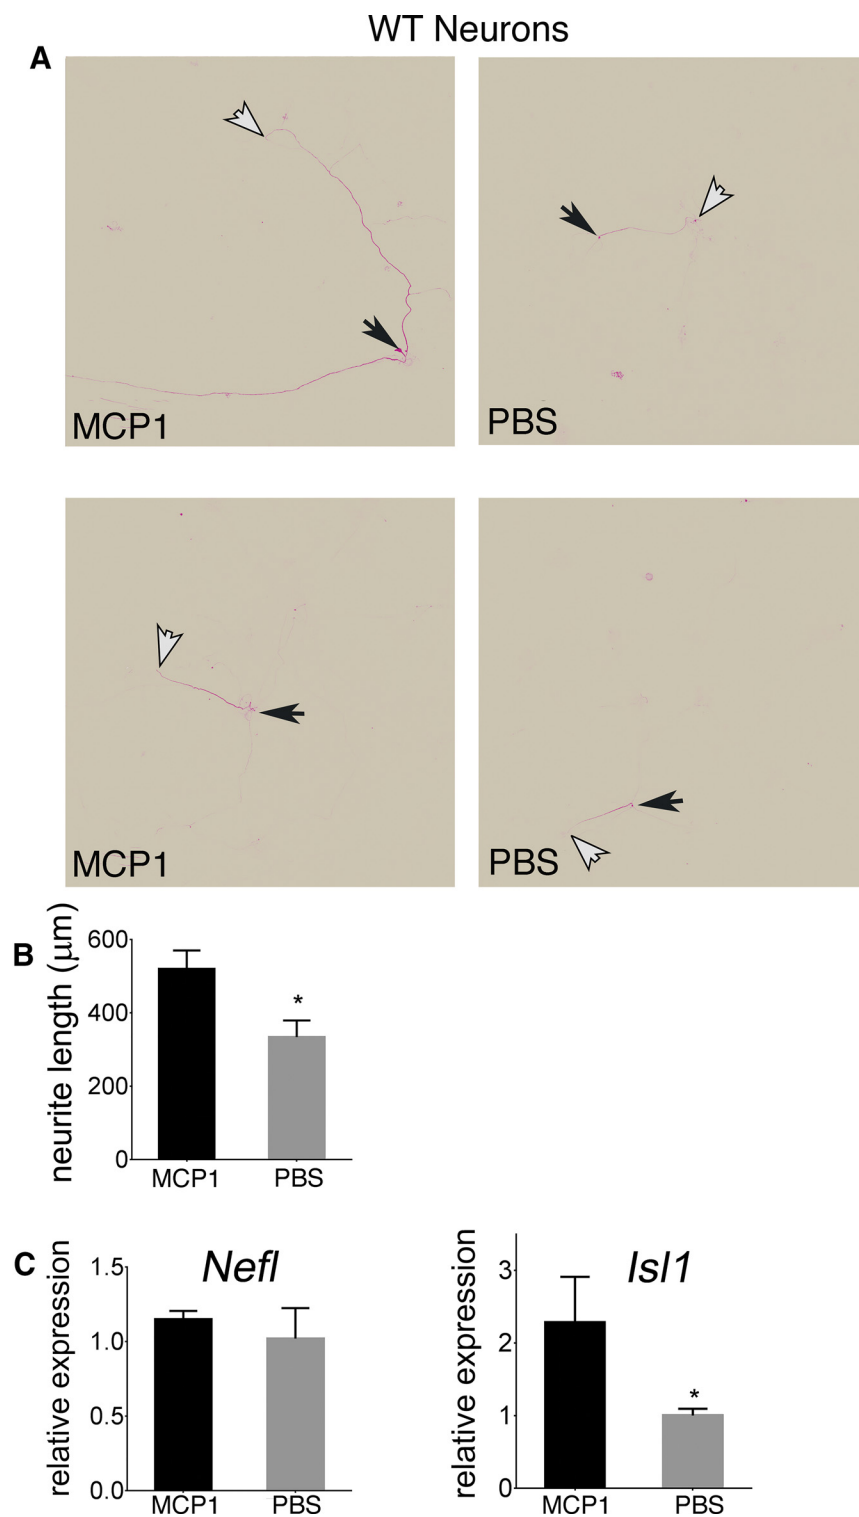 WT Neurons
A
MCP1
PBS
MCP1
PBS
B
neurite length (μm)
600
400
200
0
*
MCP1
PBS
C
Nefl
relative expression
1.5
1.0
0.5
0.0
MCP1
PBS
Isl1
relative expression
3
2
1
0
*
MCP1
PBS